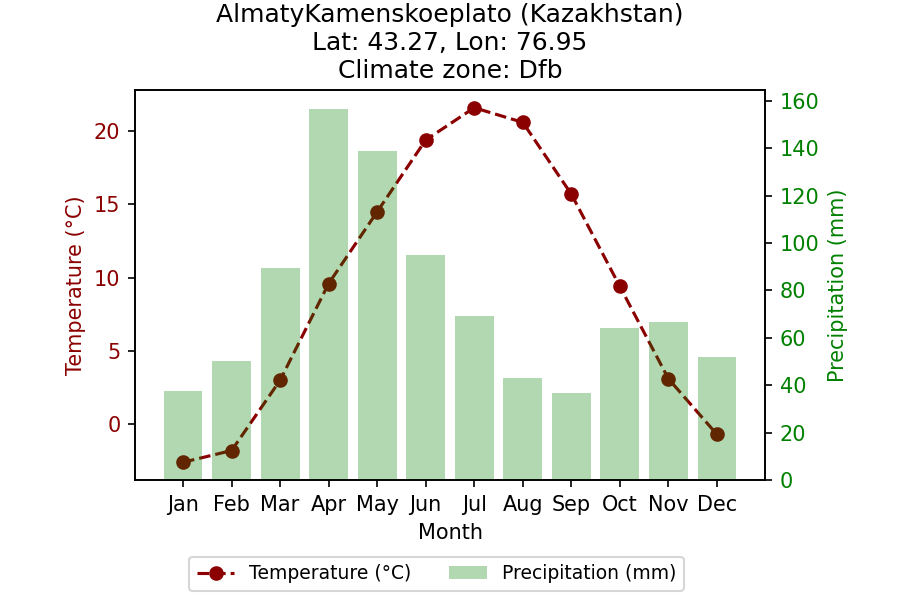 AlmatyKamenskoeplato (Kazakhstan)
Lat: 43.27, Lon: 76.95
Climate zone: Dfb
Temperature (°C)
20
15
10
5
0
160
140
120
100
80
60
40
20
0
Precipitation (mm)
Jan Feb Mar Apr May Jun Jul Aug Sep Oct Nov Dec
Month
Temperature (°C) Precipitation (mm)